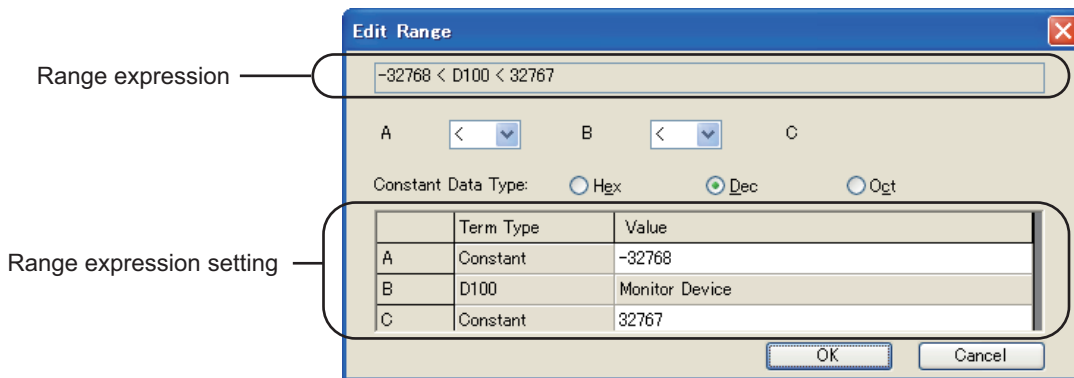 Edit Range
Range expression
-32768 < D100 < 32767
A < B < C
Constant Data Type: Hex Dec Oct
Term Type Value
A Constant -32768
Range expression setting
B D100 Monitor Device
C Constant 32767
OK Cancel